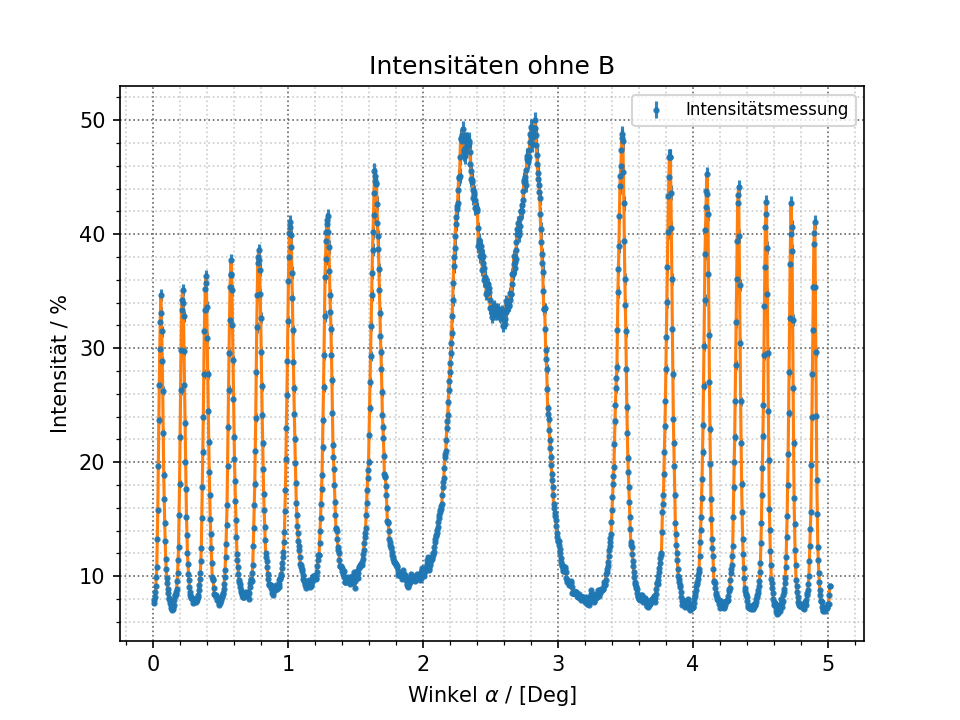 Intensitäten ohne B
Intensitätsmessung
50
40
30
20
10
Intensität / %
0 1 2 3 4 5
Winkel α / [Deg]